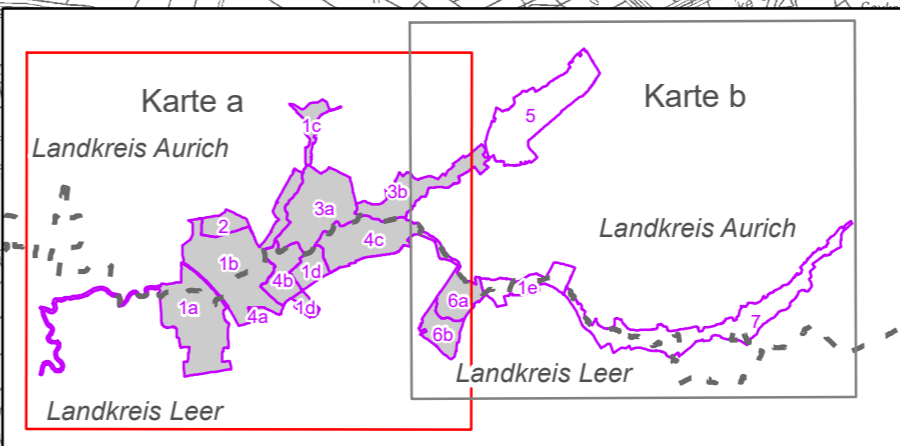 Karte a
Karte b
Landkreis Aurich
1c
5
3b
3a
2
4c
Landkreis Aurich
1b
1d
4b
1e
6a
1a
1d
4a
7
6b
Landkreis Leer
Landkreis Leer